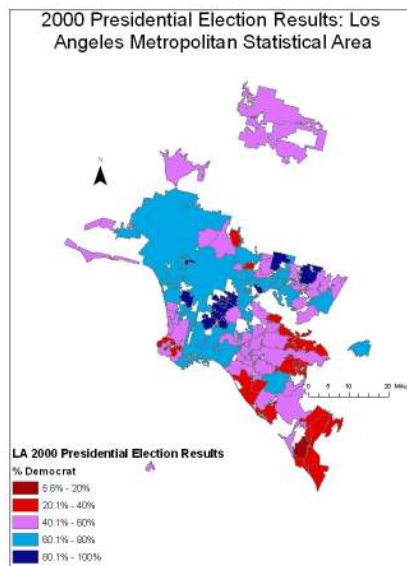 2000 Presidential Election Results: Los
Angeles Metropolitan Statistical Area
N
0 5 10 20 Miles
LA 2000 Presidential Election Results
% Democrat
5.6% - 20%
20.1% - 40%
40.1% - 60%
60.1% - 80%
80.1% - 100%